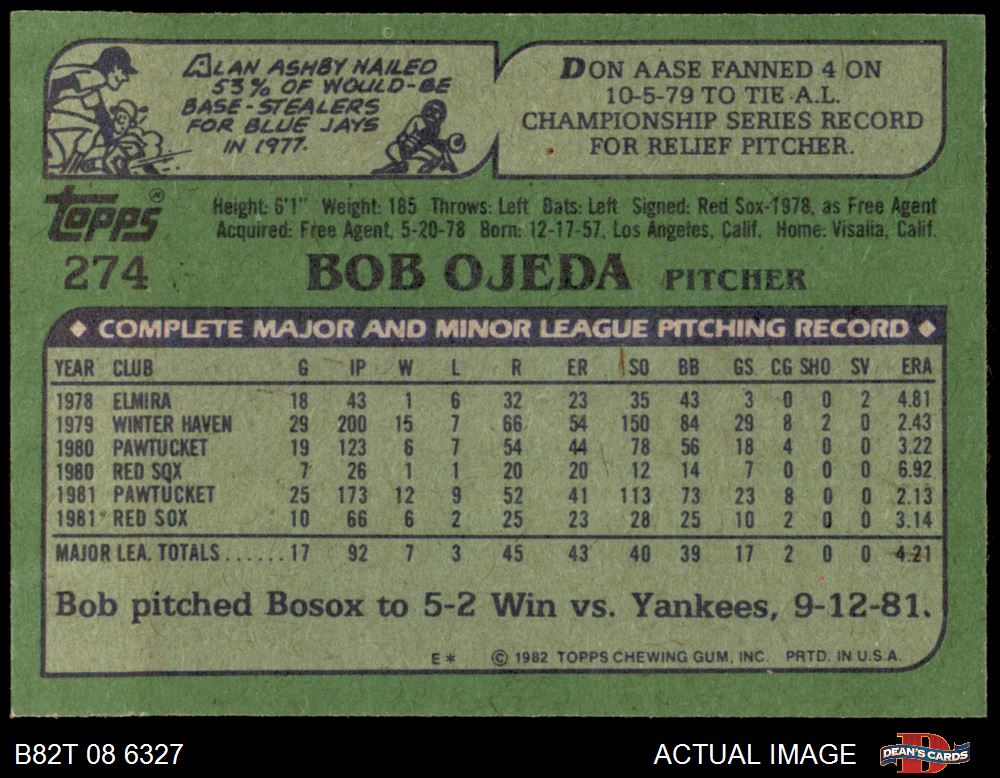 ALAN ASHBY NAILED
53% OF WOULD-BE
BASE-STEALERS
FOR BLUE JAYS
IN 1977.
DON AASE FANNED 4 ON
10-5-79 TO TIE A.L.
CHAMPIONSHIP SERIES RECORD
FOR RELIEF PITCHER.
topps®
Height: 6'1" Weight: 185 Throws: Left Bats: Left Signed: Red Sox-1978, as Free Agent
Acquired: Free Agent, 5-20-78 Born: 12-17-57, Los Angeles, Calif. Home: Visalia, Calif.
274 BOB OJEDA PITCHER
◆ COMPLETE MAJOR AND MINOR LEAGUE PITCHING RECORD ◆
YEAR CLUB G IP W L R ER SO BB GS CG SHO SV ERA
1978 ELMIRA 18 43 1 6 32 23 35 43 3 0 0 2 4.81
1979 WINTER HAVEN 29 200 15 7 66 54 150 84 29 8 2 0 2.43
1980 PAWTUCKET 19 123 6 7 54 44 78 56 18 4 0 0 3.22
1980 RED SOX 7 26 1 1 20 20 12 14 7 0 0 0 6.92
1981 PAWTUCKET 25 173 12 9 52 41 113 73 23 8 0 0 2.13
1981 RED SOX 10 66 6 2 25 23 28 25 10 2 0 0 3.14
MAJOR LEA. TOTALS......17 92 7 3 45 43 40 39 17 2 0 0 4.21
Bob pitched Bosox to 5-2 Win vs. Yankees, 9-12-81.
E* © 1982 TOPPS CHEWING GUM, INC. PRTD. IN U.S.A.
B82T 08 6327 ACTUAL IMAGE DEAN'S CARDS